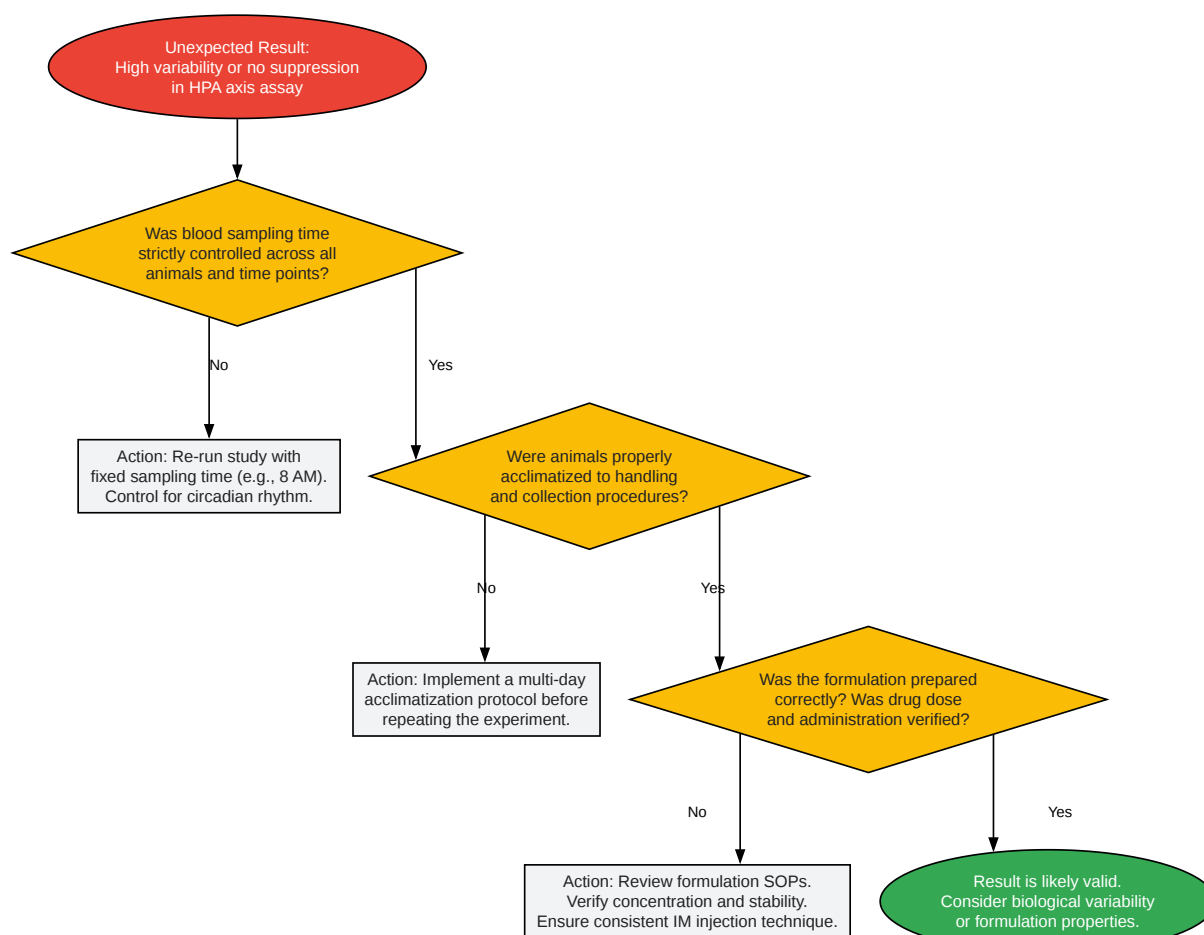 Unexpected Result:
High variability or no suppression
in HPA axis assay
Was blood sampling time
strictly controlled across all
animals and time points?
No
Yes
Action: Re-run study with
fixed sampling time (e.g., 8 AM).
Control for circadian rhythm.
Were animals properly
acclimatized to handling
and collection procedures?
No
Yes
Action: Implement a multi-day
acclimatization protocol before
repeating the experiment.
Was the formulation prepared
correctly? Was drug dose
and administration verified?
No
Yes
Action: Review formulation SOPs.
Verify concentration and stability.
Ensure consistent IM injection technique.
Result is likely valid.
Consider biological variability
or formulation properties.